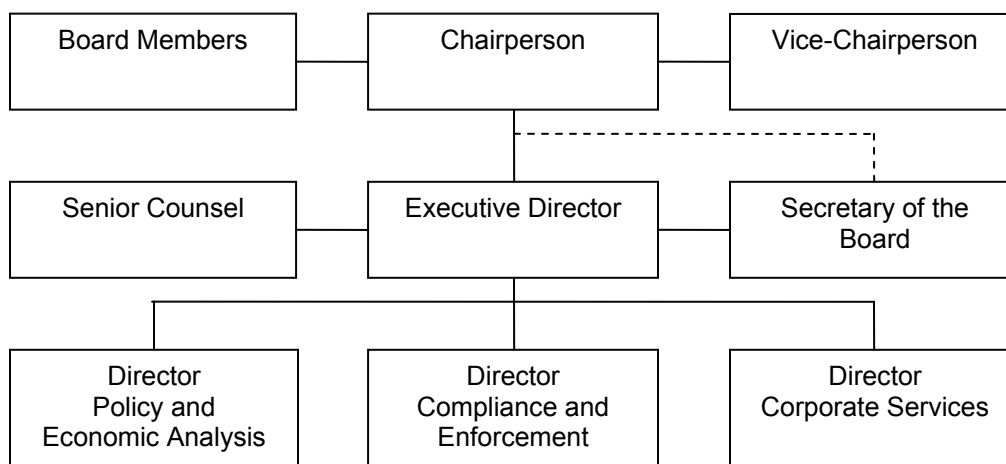 Board Members
Chairperson
Vice-Chairperson
Senior Counsel
Executive Director
Secretary of the
Board
Director
Policy and
Economic Analysis
Director
Compliance and
Enforcement
Director
Corporate Services